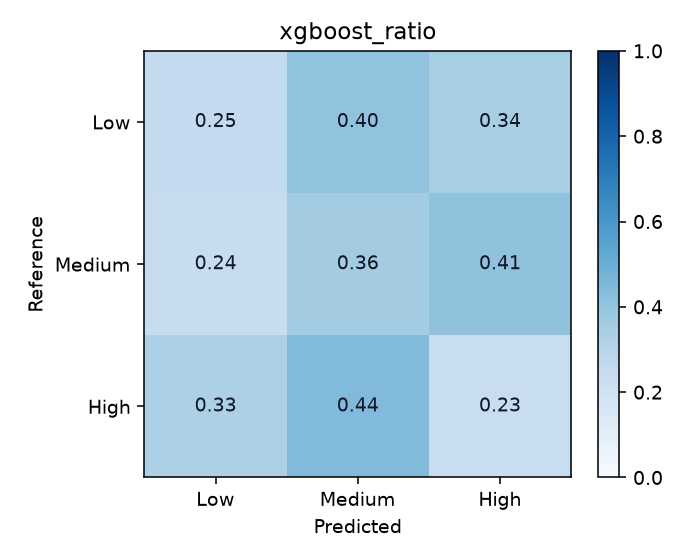 xgboost_ratio
1.0
Low 0.25 0.40 0.34
0.8
0.6
Reference
Medium 0.24 0.36 0.41
0.4
High 0.33 0.44 0.23
0.2
0.0
Low Medium High
Predicted